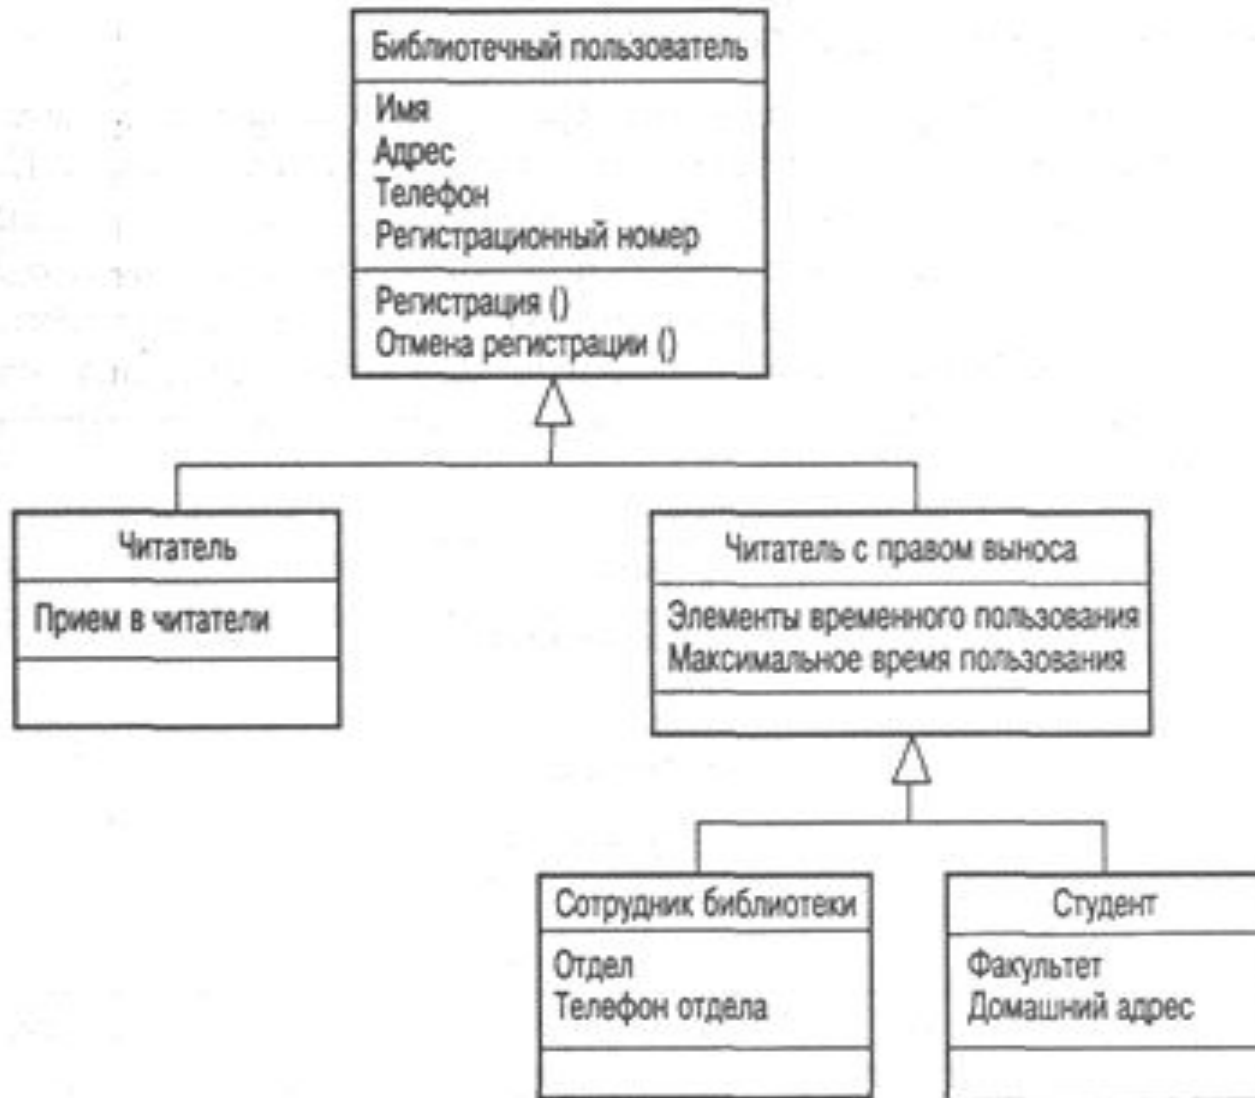 Библиотечный пользователь
Имя
Адрес
Телефон
Регистрационный номер
Регистрация ()
Отмена регистрации ()
Читатель
Прием в читатели
Читатель с правом выноса
Элементы временного пользования
Максимальное время пользования
Сотрудник библиотеки
Отдел
Телефон отдела
Студент
Факультет
Домашний адрес